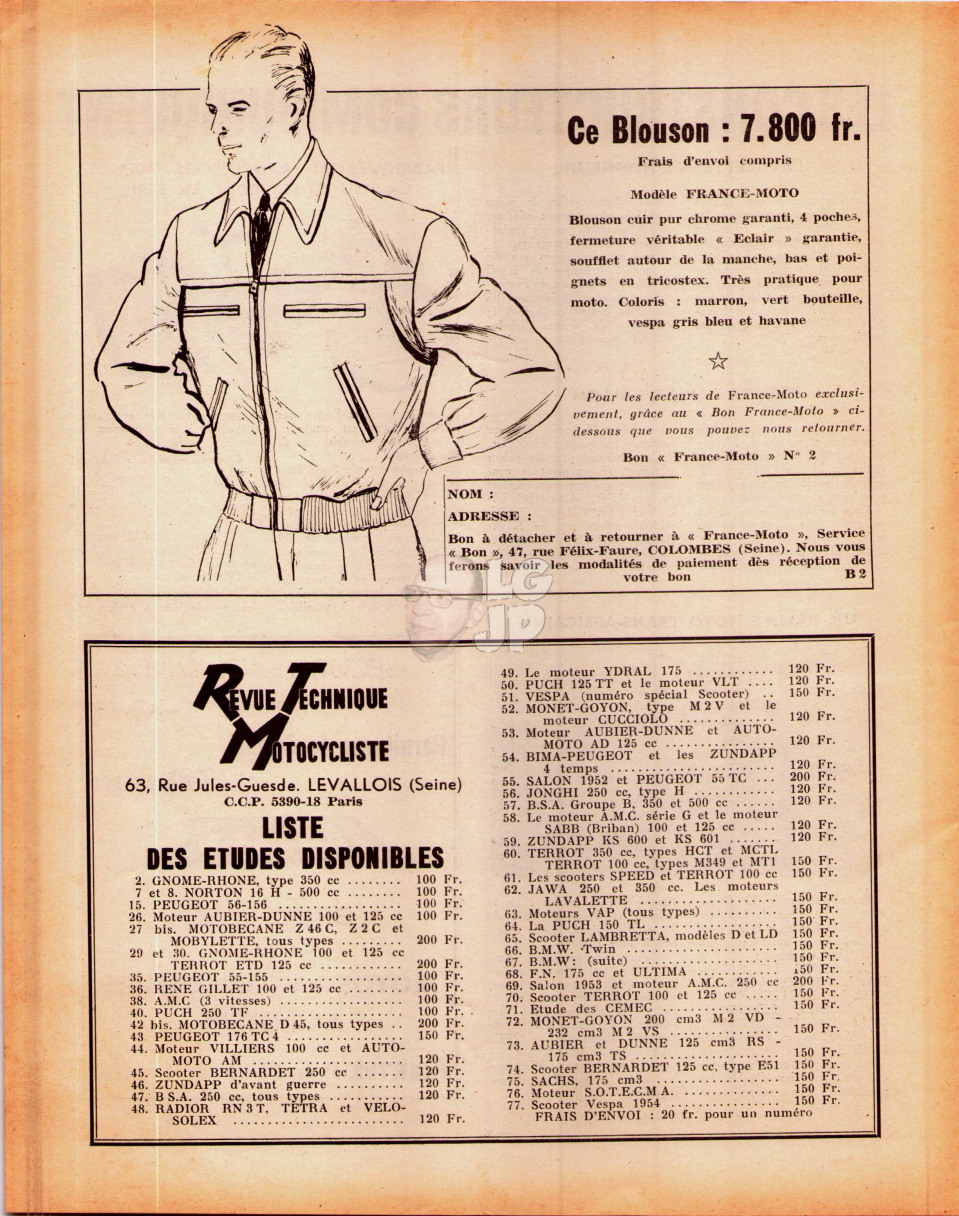 Ce Blouson : 7.800 fr.
Frais d'envoi compris
Modèle FRANCE-MOTO
Blouson cuir pur chrome garanti, 4 poches,
fermeture véritable « Eclair » garantie,
soufflet autour de la manche, bas et poi-
gnets en tricostex. Très pratique pour
moto. Coloris : marron, vert bouteille,
vespa gris bleu et havane
Pour les lecteurs de France-Moto exclusi-
vement, grâce au « Bon France-Moto » ci-
dessous que vous pouvez nous retourner.
Bon « France-Moto » N° 2
NOM :
ADRESSE :
Bon à détacher et à retourner à « France-Moto », Service
« Bon », 47, rue Félix-Faure, COLOMBES (Seine). Nous vous
ferons savoir les modalités de paiement dès réception de
votre bon B 2
LG
JP
REVUE TECHNIQUE
MOTOCYCLISTE
63, Rue Jules-Guesde. LEVALLOIS (Seine)
C.C.P. 5390-18 Paris
LISTE
DES ETUDES DISPONIBLES
2. GNOME-RHONE, type 350 cc ........ 100 Fr.
7 et 8. NORTON 16 H - 500 cc ........ 100 Fr.
15. PEUGEOT 56-156 ................. 100 Fr.
26. Moteur AUBIER-DUNNE 100 et 125 cc 100 Fr.
27 bis. MOTOBECANE Z 46 C, Z 2 C et
MOBYLETTE, tous types ......... 200 Fr.
29 et 30. GNOME-RHONE 100 et 125 cc
TERROT ETD 125 cc ............ 200 Fr.
35. PEUGEOT 55-155 .................. 100 Fr.
36. RENE GILLET 100 et 125 cc ........ 100 Fr.
38. A.M.C (3 vitesses) .................. 100 Fr.
40. PUCH 250 TF ...................... 100 Fr.
42 bis. MOTOBECANE D 45, tous types .. 200 Fr.
43 PEUGEOT 176 TC 4 ................ 150 Fr.
44. Moteur VILLIERS 100 cc et AUTO-
MOTO AM ...................... 120 Fr.
45. Scooter BERNARDET 250 cc ....... 120 Fr.
46. ZUNDAPP d'avant guerre .......... 120 Fr.
47. B S.A. 250 cc, tous types ........... 120 Fr.
48. RADIOR RN 3 T, TETRA et VELO-
SOLEX ........................ 120 Fr.
49. Le moteur YDRAL 175 ............ 120 Fr.
50. PUCH 125 TT et le moteur VLT .... 120 Fr.
51. VESPA (numéro spécial Scooter) .. 150 Fr.
52. MONET-GOYON, type M 2 V et le
moteur CUCCIOLO .............. 120 Fr.
53. Moteur AUBIER-DUNNE et AUTO-
MOTO AD 125 cc ................ 120 Fr.
54. BIMA-PEUGEOT et les ZUNDAPP
4 temps ........................ 120 Fr.
55. SALON 1952 et PEUGEOT 55 TC ... 200 Fr.
56. JONGHI 250 cc, type H ............ 120 Fr.
57. B.S.A. Groupe B, 350 et 500 cc ...... 120 Fr.
58. Le moteur A.M.C. série G et le moteur
SABB (Briban) 100 et 125 cc ..... 120 Fr.
59. ZUNDAPP KS 600 et KS 601 ....... 120 Fr.
60. TERROT 350 cc, types HCT et MCTL
TERROT 100 cc, types M349 et MT1 150 Fr.
61. Les scooters SPEED et TERROT 100 cc 150 Fr.
62. JAWA 250 et 350 cc. Les moteurs
LAVALETTE .................... 150 Fr.
63. Moteurs VAP (tous types) .......... 150 Fr.
64. La PUCH 150 TL .................. 150 Fr.
65. Scooter LAMBRETTA, modèles D et LD 150 Fr.
66. B.M.W. Twin ...................... 150 Fr.
67. B.M.W: (suite) .................... 150 Fr.
68. F.N. 175 cc et ULTIMA ............ 150 Fr.
69. Salon 1953 et moteur A.M.C. 250 cc 200 Fr.
70. Scooter TERROT 100 et 125 cc ..... 150 Fr.
71. Etude des CEMEC ................. 150 Fr.
72. MONET-GOYON 200 cm3 M 2 VD -
232 cm3 M 2 VS ................. 150 Fr.
73. AUBIER et DUNNE 125 cm3 RS -
175 cm3 TS ..................... 150 Fr.
74. Scooter BERNARDET 125 cc, type E51 150 Fr.
75. SACHS, 175 cm3 .................. 150 Fr.
76. Moteur S.O.T.E.C.M A. ............. 150 Fr.
77. Scooter Vespa 1954 ................ 150 Fr.
FRAIS D'ENVOI : 20 fr. pour un numéro